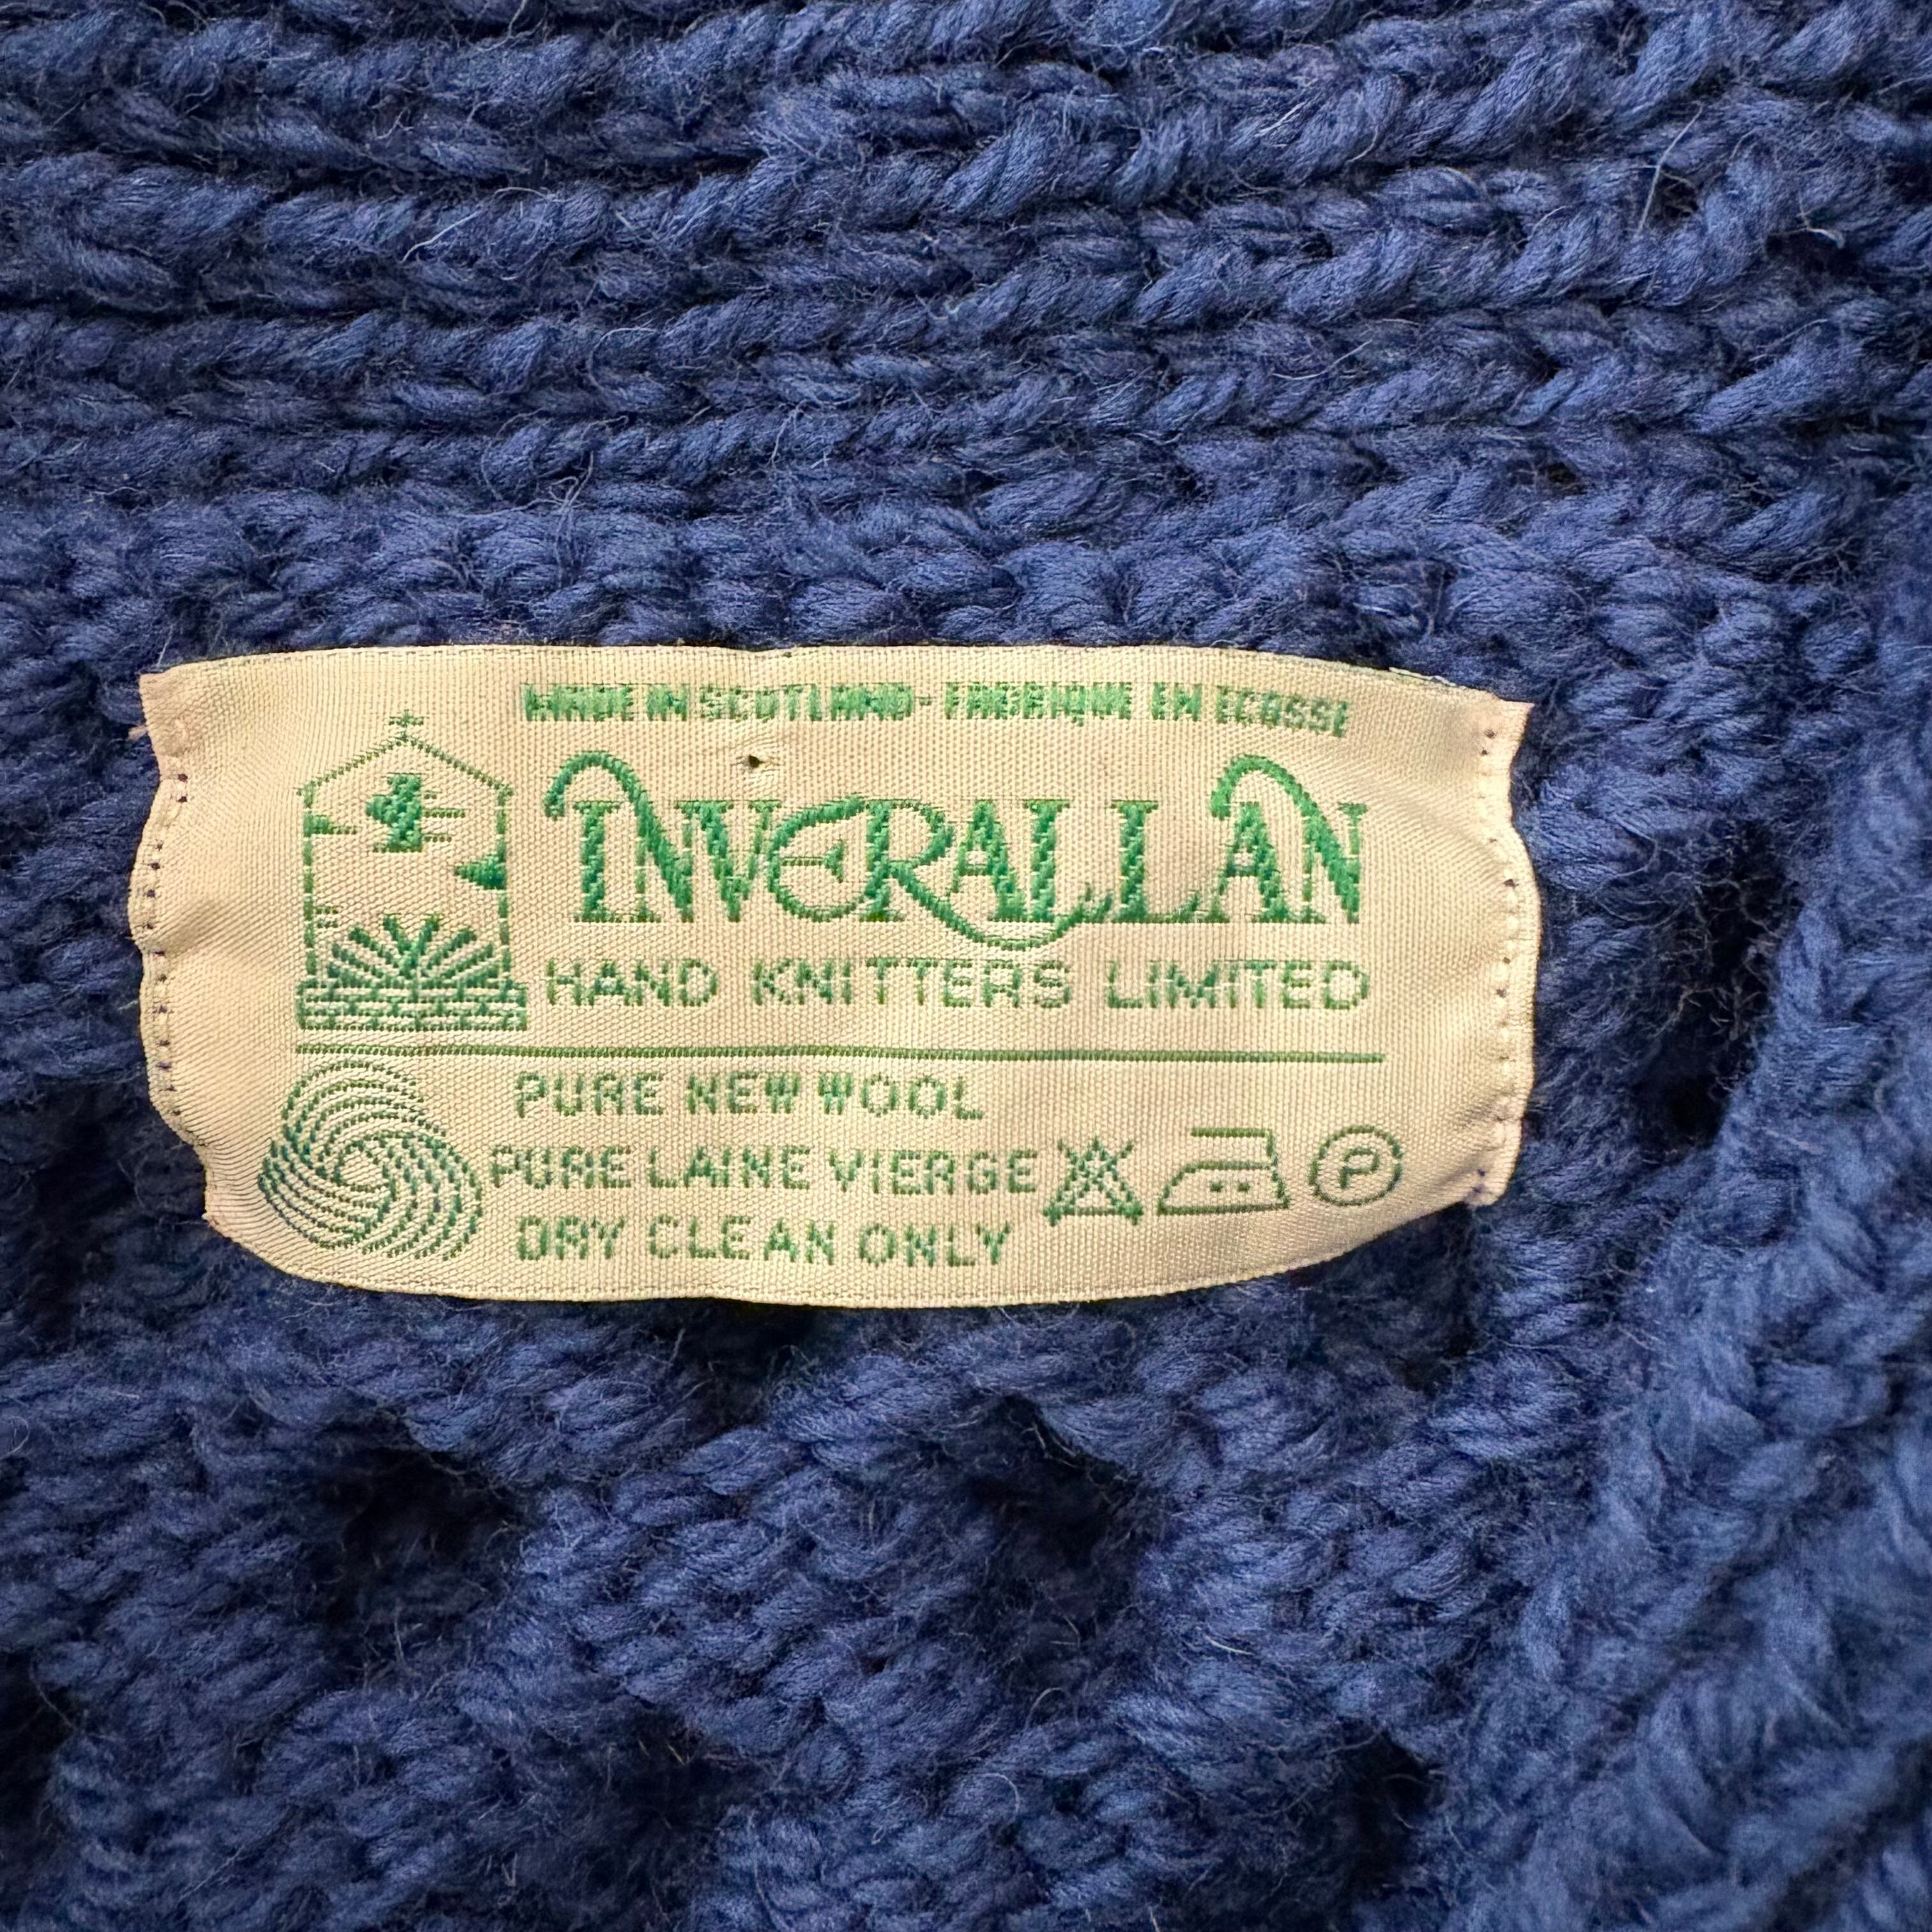 MADE IN SCOTLAND - FABRIQUE EN ECOSSE
INVERALLAN
HAND KNITTERS LIMITED
PURE NEW WOOL
PURE LAINE VIERGE P
DRY CLEAN ONLY